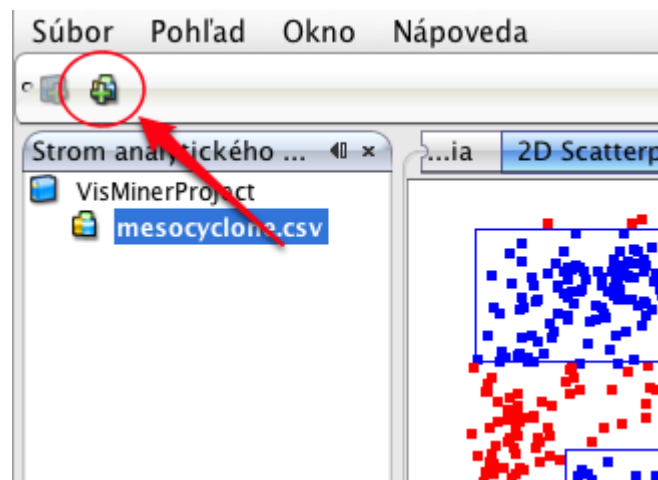 Súbor Pohľad Okno Nápoveda
Strom analytického ...
...ia
2D Scatterp
VisMinerProject
mesocyclone.csv